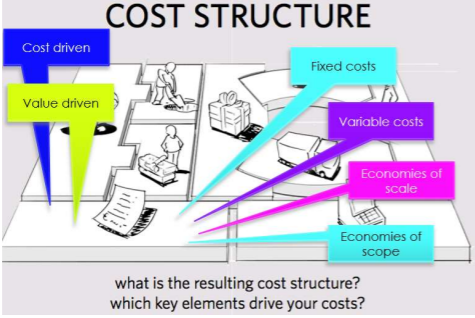 COST STRUCTURE
Cost driven
Value driven
Fixed costs
Variable costs
Economies of
scale
Economies of
scope
what is the resulting cost structure?
which key elements drive your costs?